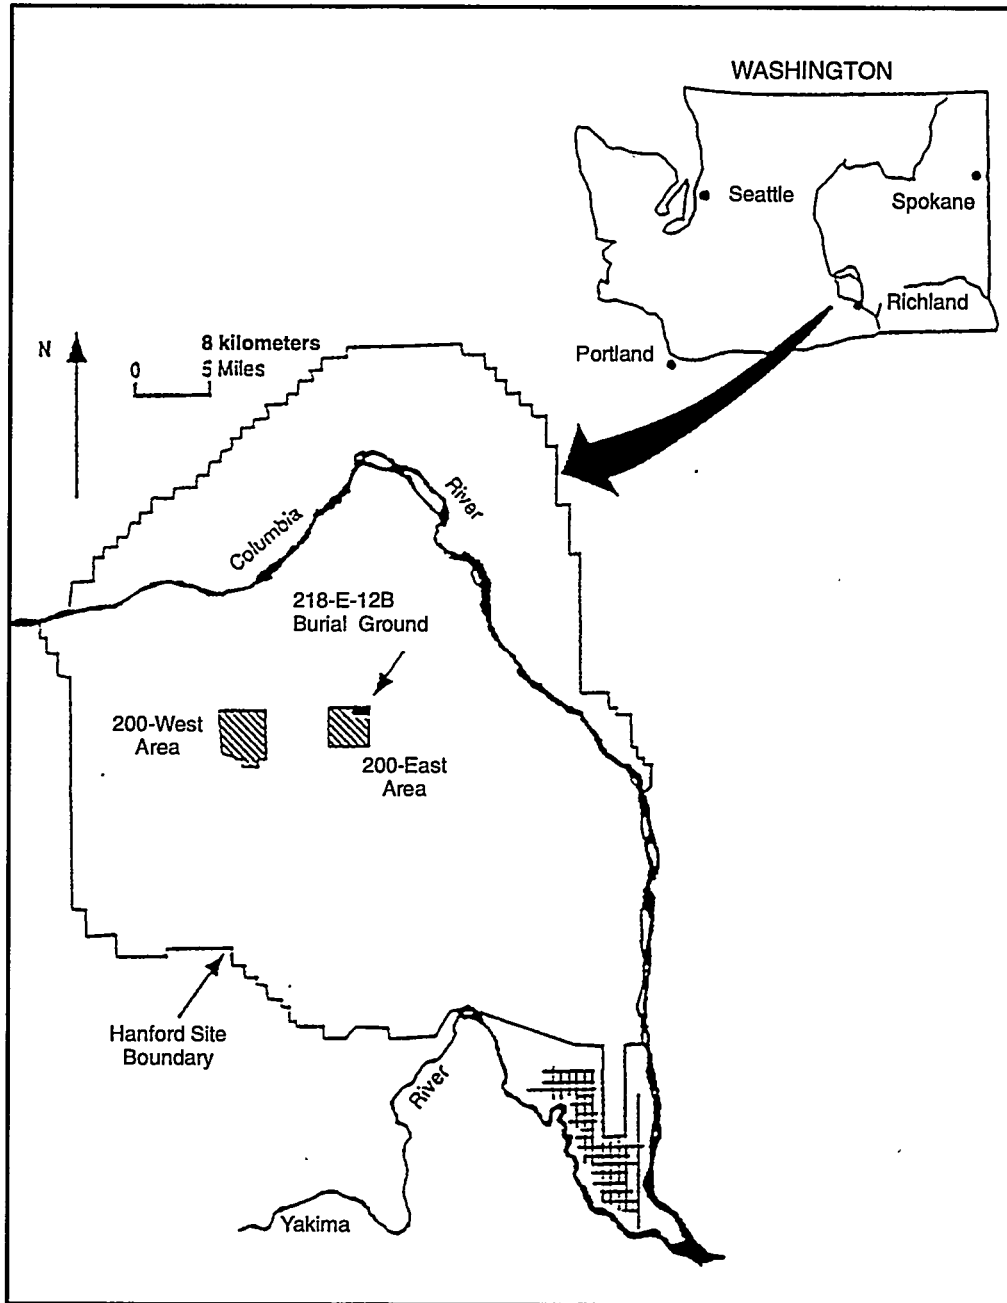 WASHINGTON
Seattle
Spokane
Richland
Portland
N
8 kilometers
0
5 Miles
Columbia
River
218-E-12B
Burial Ground
200-West
Area
200-East
Area
Hanford Site
Boundary
River
Yakima